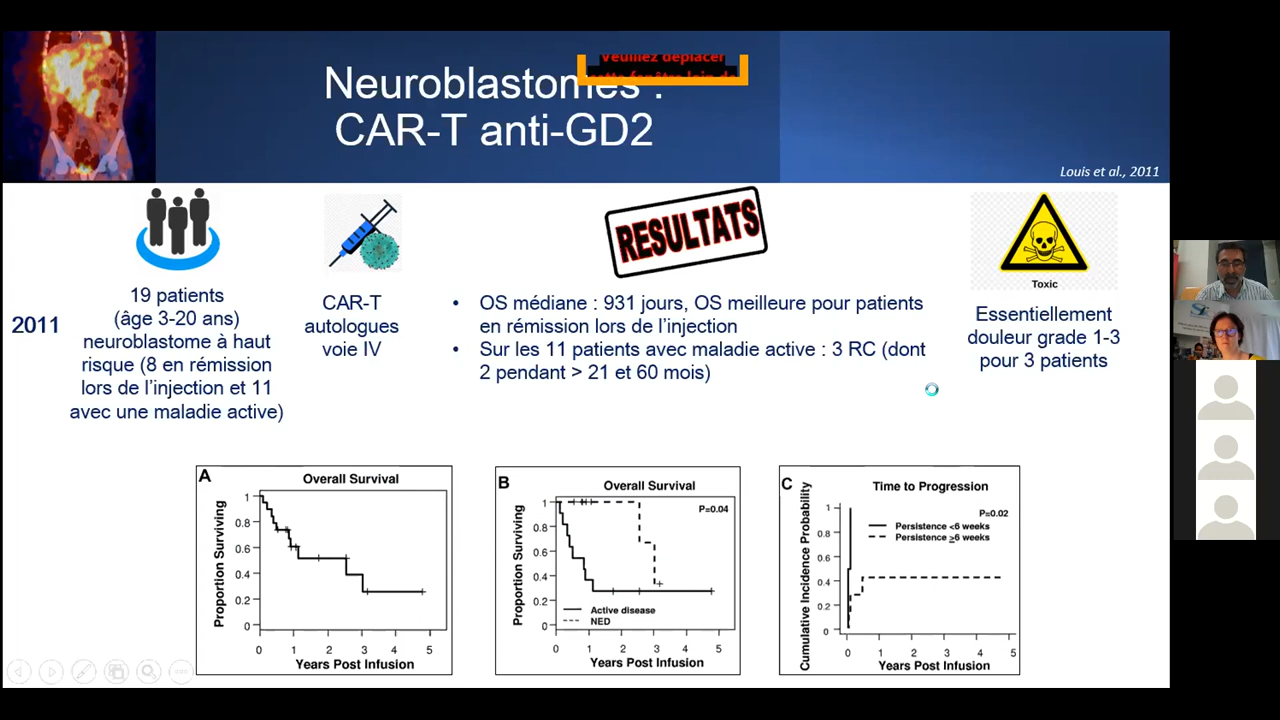 Veuillez déplacer
cette fenêtre loin de
Neuroblastomes :
CAR-T anti-GD2
Louis et al., 2011
RESULTATS
Toxic
2011
19 patients
(âge 3-20 ans)
neuroblastome à haut
risque (8 en rémission
lors de l'injection et 11
avec une maladie active)
CAR-T
autologues
voie IV
• OS médiane : 931 jours, OS meilleure pour patients
en rémission lors de l'injection
• Sur les 11 patients avec maladie active : 3 RC (dont
2 pendant > 21 et 60 mois)
Essentiellement
douleur grade 1-3
pour 3 patients
A
Overall Survival
Proportion Surviving
1
0.8
0.6
0.4
0.2
0
0 1 2 3 4 5
Years Post Infusion
B
Overall Survival
P=0.04
Proportion Surviving
1
0.8
0.6
0.4
0.2
0
Active disease
NED
0 1 2 3 4 5
Years Post Infusion
C
Time to Progression
P=0.02
Persistence <6 weeks
Persistence ≥6 weeks
Cumulative Incidence Probability
1
0.8
0.6
0.4
0.2
0
0 1 2 3 4 5
Years Post Infusion